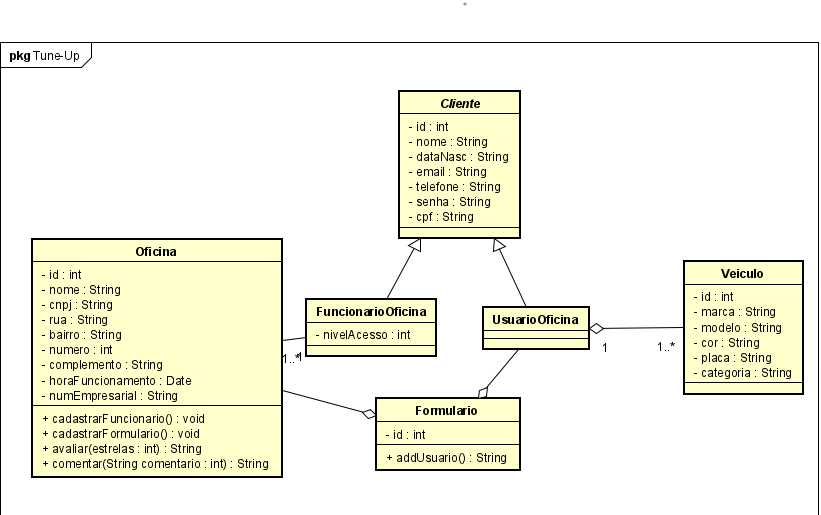 pkg Tune-Up
Cliente
- id : int
- nome : String
- dataNasc : String
- email : String
- telefone : String
- senha : String
- cpf : String
Oficina
- id : int
- nome : String
- cnpj : String
- rua : String
- bairro : String
- numero : int
- complemento : String
- horaFuncionamento : Date
- numEmpresarial : String
+ cadastrarFuncionario() : void
+ cadastrarFormulario() : void
+ avaliar(estrelas : int) : String
+ comentar(String comentario : int) : String
FuncionarioOficina
- nivelAcesso : int
1..*
1
UsuarioOficina
1
1..*
Veiculo
- id : int
- marca : String
- modelo : String
- cor : String
- placa : String
- categoria : String
Formulario
- id : int
+ addUsuario() : String